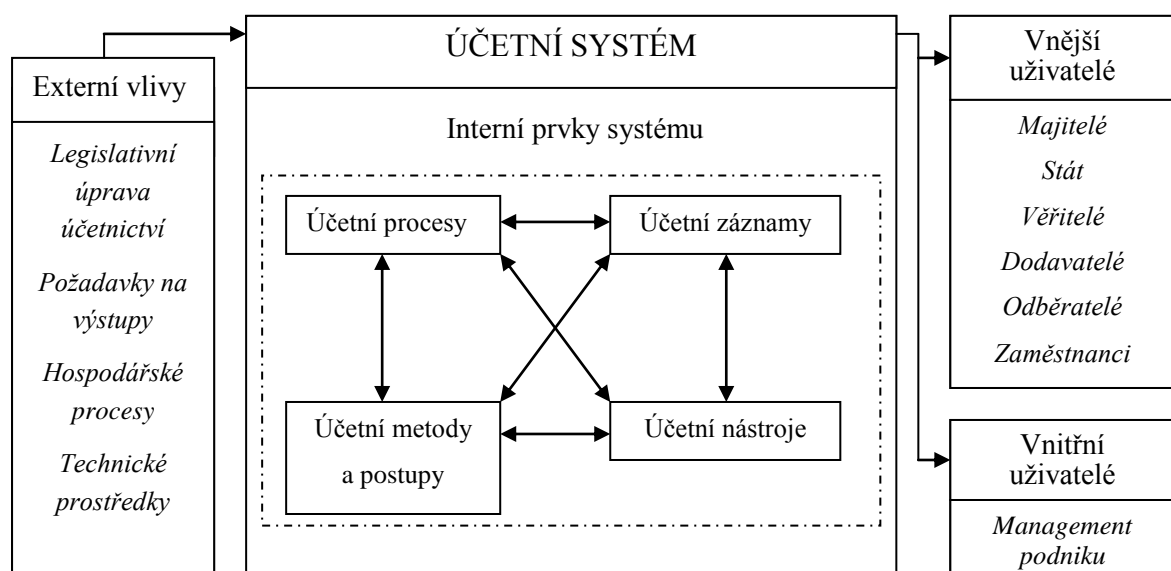 Externí vlivy
Legislativní
úprava
účetnictví
Požadavky na
výstupy
Hospodářské
procesy
Technické
prostředky
ÚČETNÍ SYSTÉM
Interní prvky systému
Účetní procesy
Účetní záznamy
Účetní metody
a postupy
Účetní nástroje
Vnější
uživatelé
Majitelé
Stát
Věřitelé
Dodavatelé
Odběratelé
Zaměstnanci
Vnitřní
uživatelé
Management
podniku